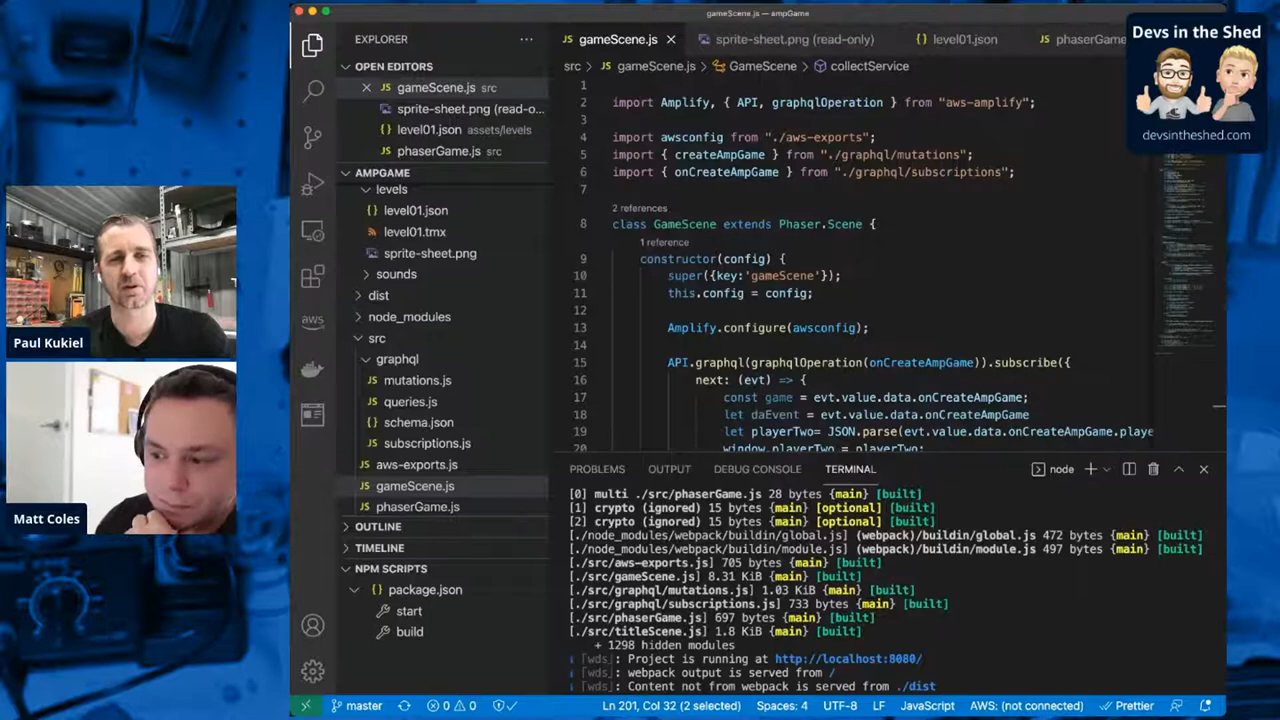 gameScene.js — ampGame
Devs in the Shed
devsintheshed.com
EXPLORER
OPEN EDITORS
gameScene.js src
sprite-sheet.png (read-o...
level01.json assets/levels
phaserGame.js src
AMPGAME
levels
level01.json
level01.tmx
sprite-sheet.png
sounds
dist
node_modules
src
graphql
mutations.js
queries.js
schema.json
subscriptions.js
aws-exports.js
gameScene.js
phaserGame.js
OUTLINE
TIMELINE
NPM SCRIPTS
package.json
start
build
aws
gameScene.js
sprite-sheet.png (read-only)
level01.json
phaserGame
src > gameScene.js > GameScene > collectService
1
2 import Amplify, { API, graphqlOperation } from "aws-amplify";
3
4 import awsconfig from "./aws-exports";
5 import { createAmpGame } from "./graphql/mutations";
6 import { onCreateAmpGame } from "./graphql/subscriptions";
7
2 references
8 class GameScene extends Phaser.Scene {
1 reference
9 constructor(config) {
10 super({key:'gameScene'});
11 this.config = config;
12
13 Amplify.configure(awsconfig);
14
15 API.graphql(graphqlOperation(onCreateAmpGame)).subscribe({
16 next: (evt) => {
17 const game = evt.value.data.onCreateAmpGame;
18 let daEvent = evt.value.data.onCreateAmpGame
19 let playerTwo= JSON.parse(evt.value.data.onCreateAmpGame.playe
window.playerTwo = playerTwo;
PROBLEMS OUTPUT DEBUG CONSOLE TERMINAL
node
[0] multi ./src/phaserGame.js 28 bytes {main} [built]
[1] crypto (ignored) 15 bytes {main} [optional] [built]
[2] crypto (ignored) 15 bytes {main} [optional] [built]
[./node_modules/webpack/buildin/global.js] (webpack)/buildin/global.js 472 bytes {main} [built]
[./node_modules/webpack/buildin/module.js] (webpack)/buildin/module.js 497 bytes {main} [built]
[./src/aws-exports.js] 705 bytes {main} [built]
[./src/gameScene.js] 8.31 KiB {main} [built]
[./src/graphql/mutations.js] 1.03 KiB {main} [built]
[./src/graphql/subscriptions.js] 733 bytes {main} [built]
[./src/phaserGame.js] 697 bytes {main} [built]
[./src/titleScene.js] 1.8 KiB {main} [built]
+ 1298 hidden modules
i ｢wds｣: Project is running at http://localhost:8080/
i ｢wds｣: webpack output is served from /
i ｢wds｣: Content not from webpack is served from ./dist
Paul Kukiel
Matt Coles
master
0 0
Ln 201, Col 32 (2 selected)
Spaces: 4
UTF-8
LF
JavaScript
AWS: (not connected)
Prettier